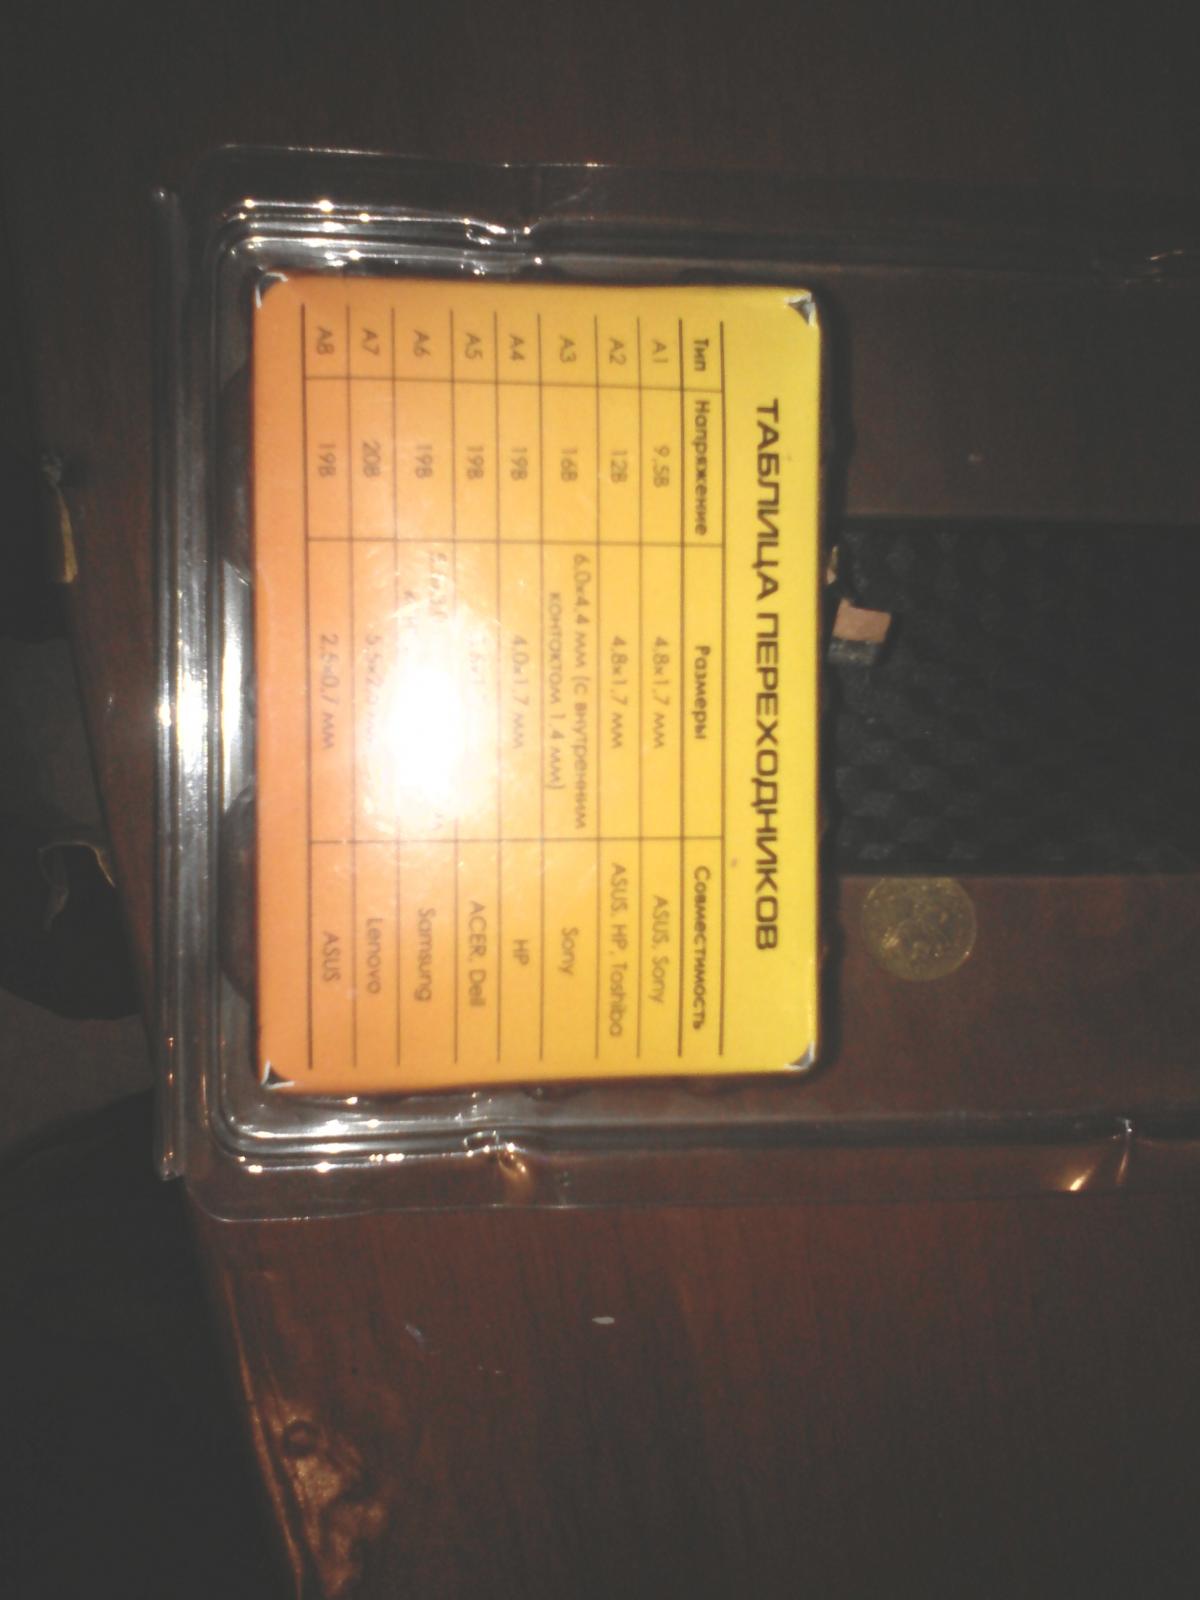 ТАБЛИЦА ПЕРЕХОДНИКОВ
Тип Напряжение Размеры Совместимость
A1 9,5В 4.8x1,7 мм ASUS, Sony
A2 12В 4.8x1,7 мм ASUS, HP, Toshiba
A3 16В 6.0x4,4 мм (с внутренним Sony
контактом 1,4 мм)
A4 19В 4.0x1,7 мм HP
A5 19В ACER, Dell
A6 19В Samsung
A7 20В Lenovo
A8 19В 2.5x0,7 мм ASUS